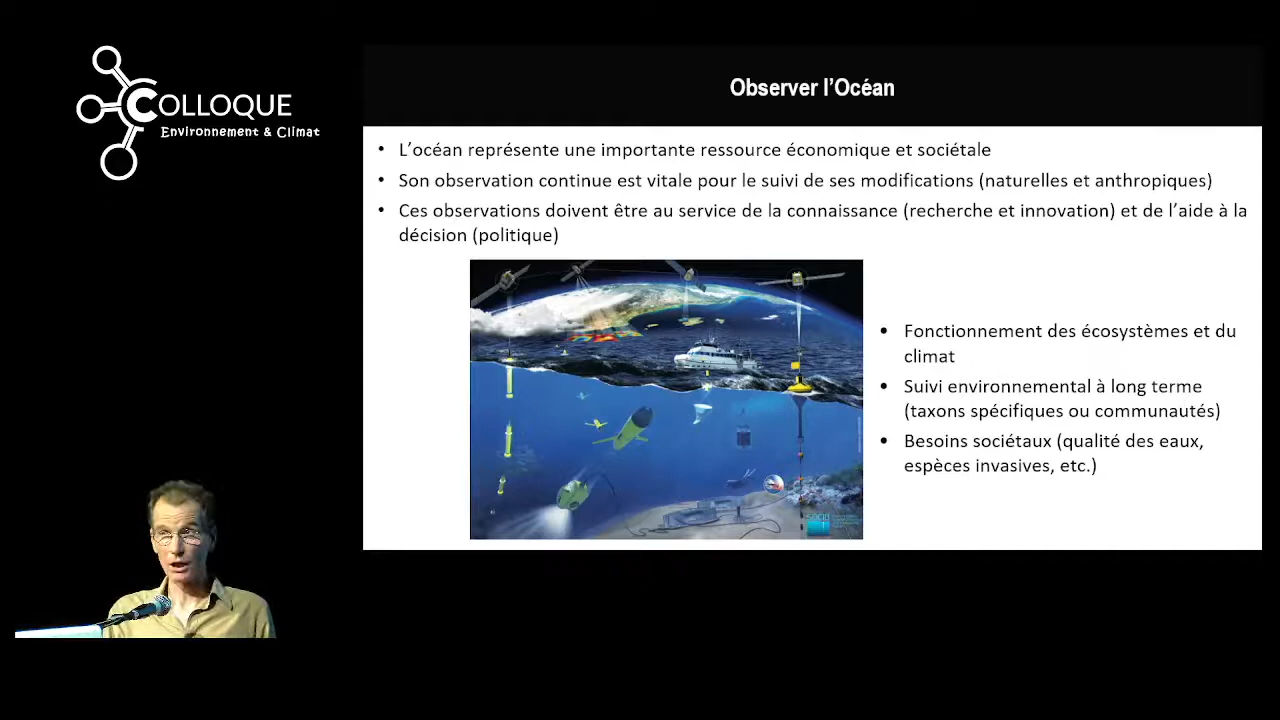 COLLOQUE
Environnement & Climat
Observer l’Océan
• L’océan représente une importante ressource économique et sociétale
• Son observation continue est vitale pour le suivi de ses modifications (naturelles et anthropiques)
• Ces observations doivent être au service de la connaissance (recherche et innovation) et de l’aide à la
décision (politique)
• Fonctionnement des écosystèmes et du
climat
• Suivi environnemental à long terme
(taxons spécifiques ou communautés)
• Besoins sociétaux (qualité des eaux,
espèces invasives, etc.)